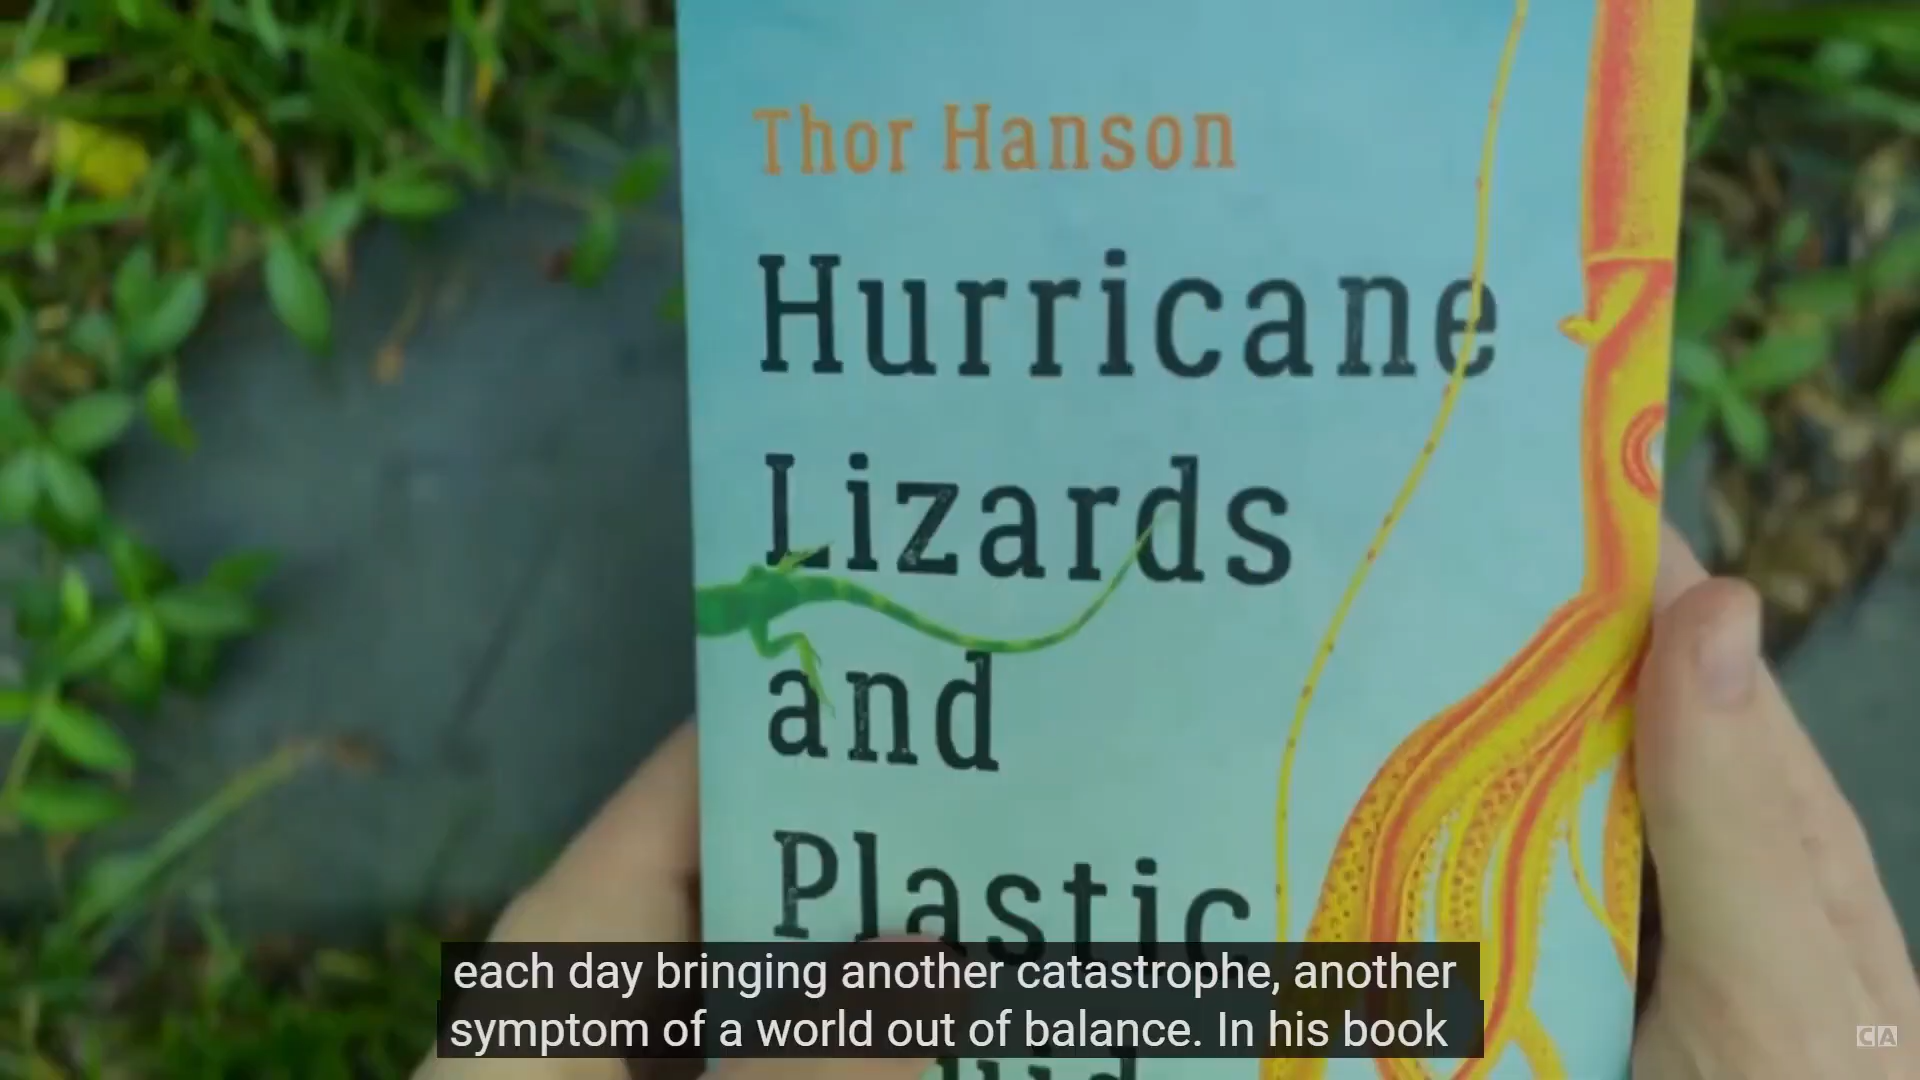 Thor Hanson
Hurricane
Lizards
and
Plastic
each day bringing another catastrophe, another
symptom of a world out of balance. In his book
CA